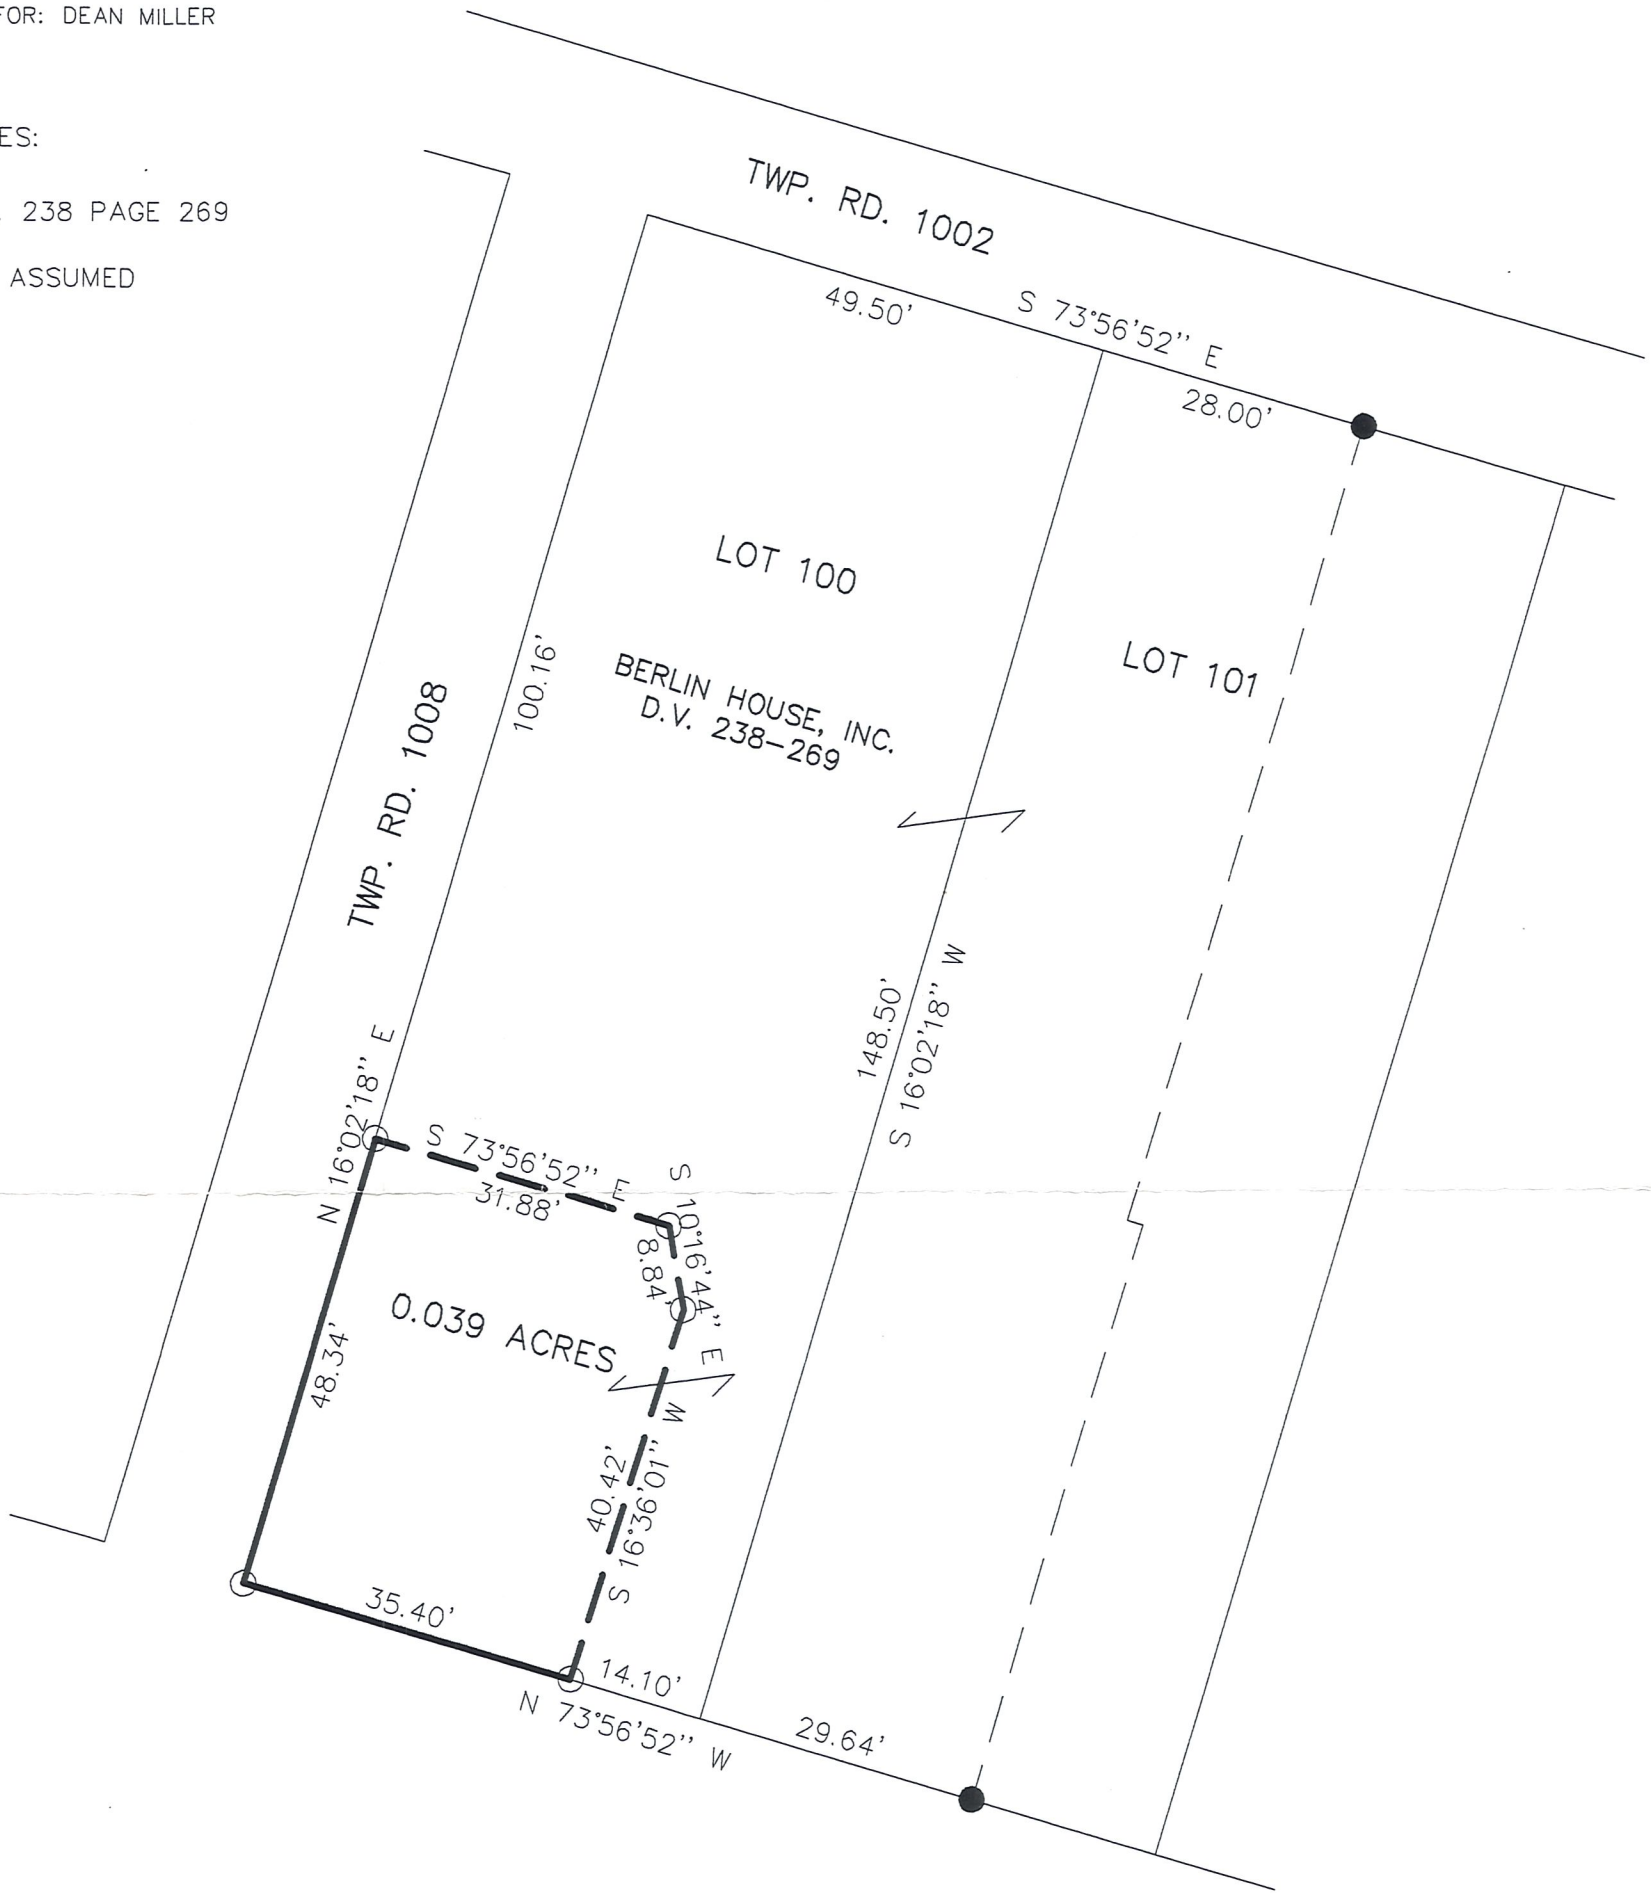 FOR: DEAN MILLER
ES:
238 PAGE 269
ASSUMED
TWP. RD. 1002
49.50'
S 73°56'52" E
28.00'
LOT 100
LOT 101
100.16'
BERLIN HOUSE, INC.
D.V. 238-269
TWP. RD. 1008
148.50'
S 16°02'18" W
N 16°02'18" E
S 73°56'52" E
31.88'
S 10°16'44" E
8.84'
0.039 ACRES
48.34'
40.42'
S 16°36'01" W
35.40'
14.10'
N 73°56'52" W
29.64'